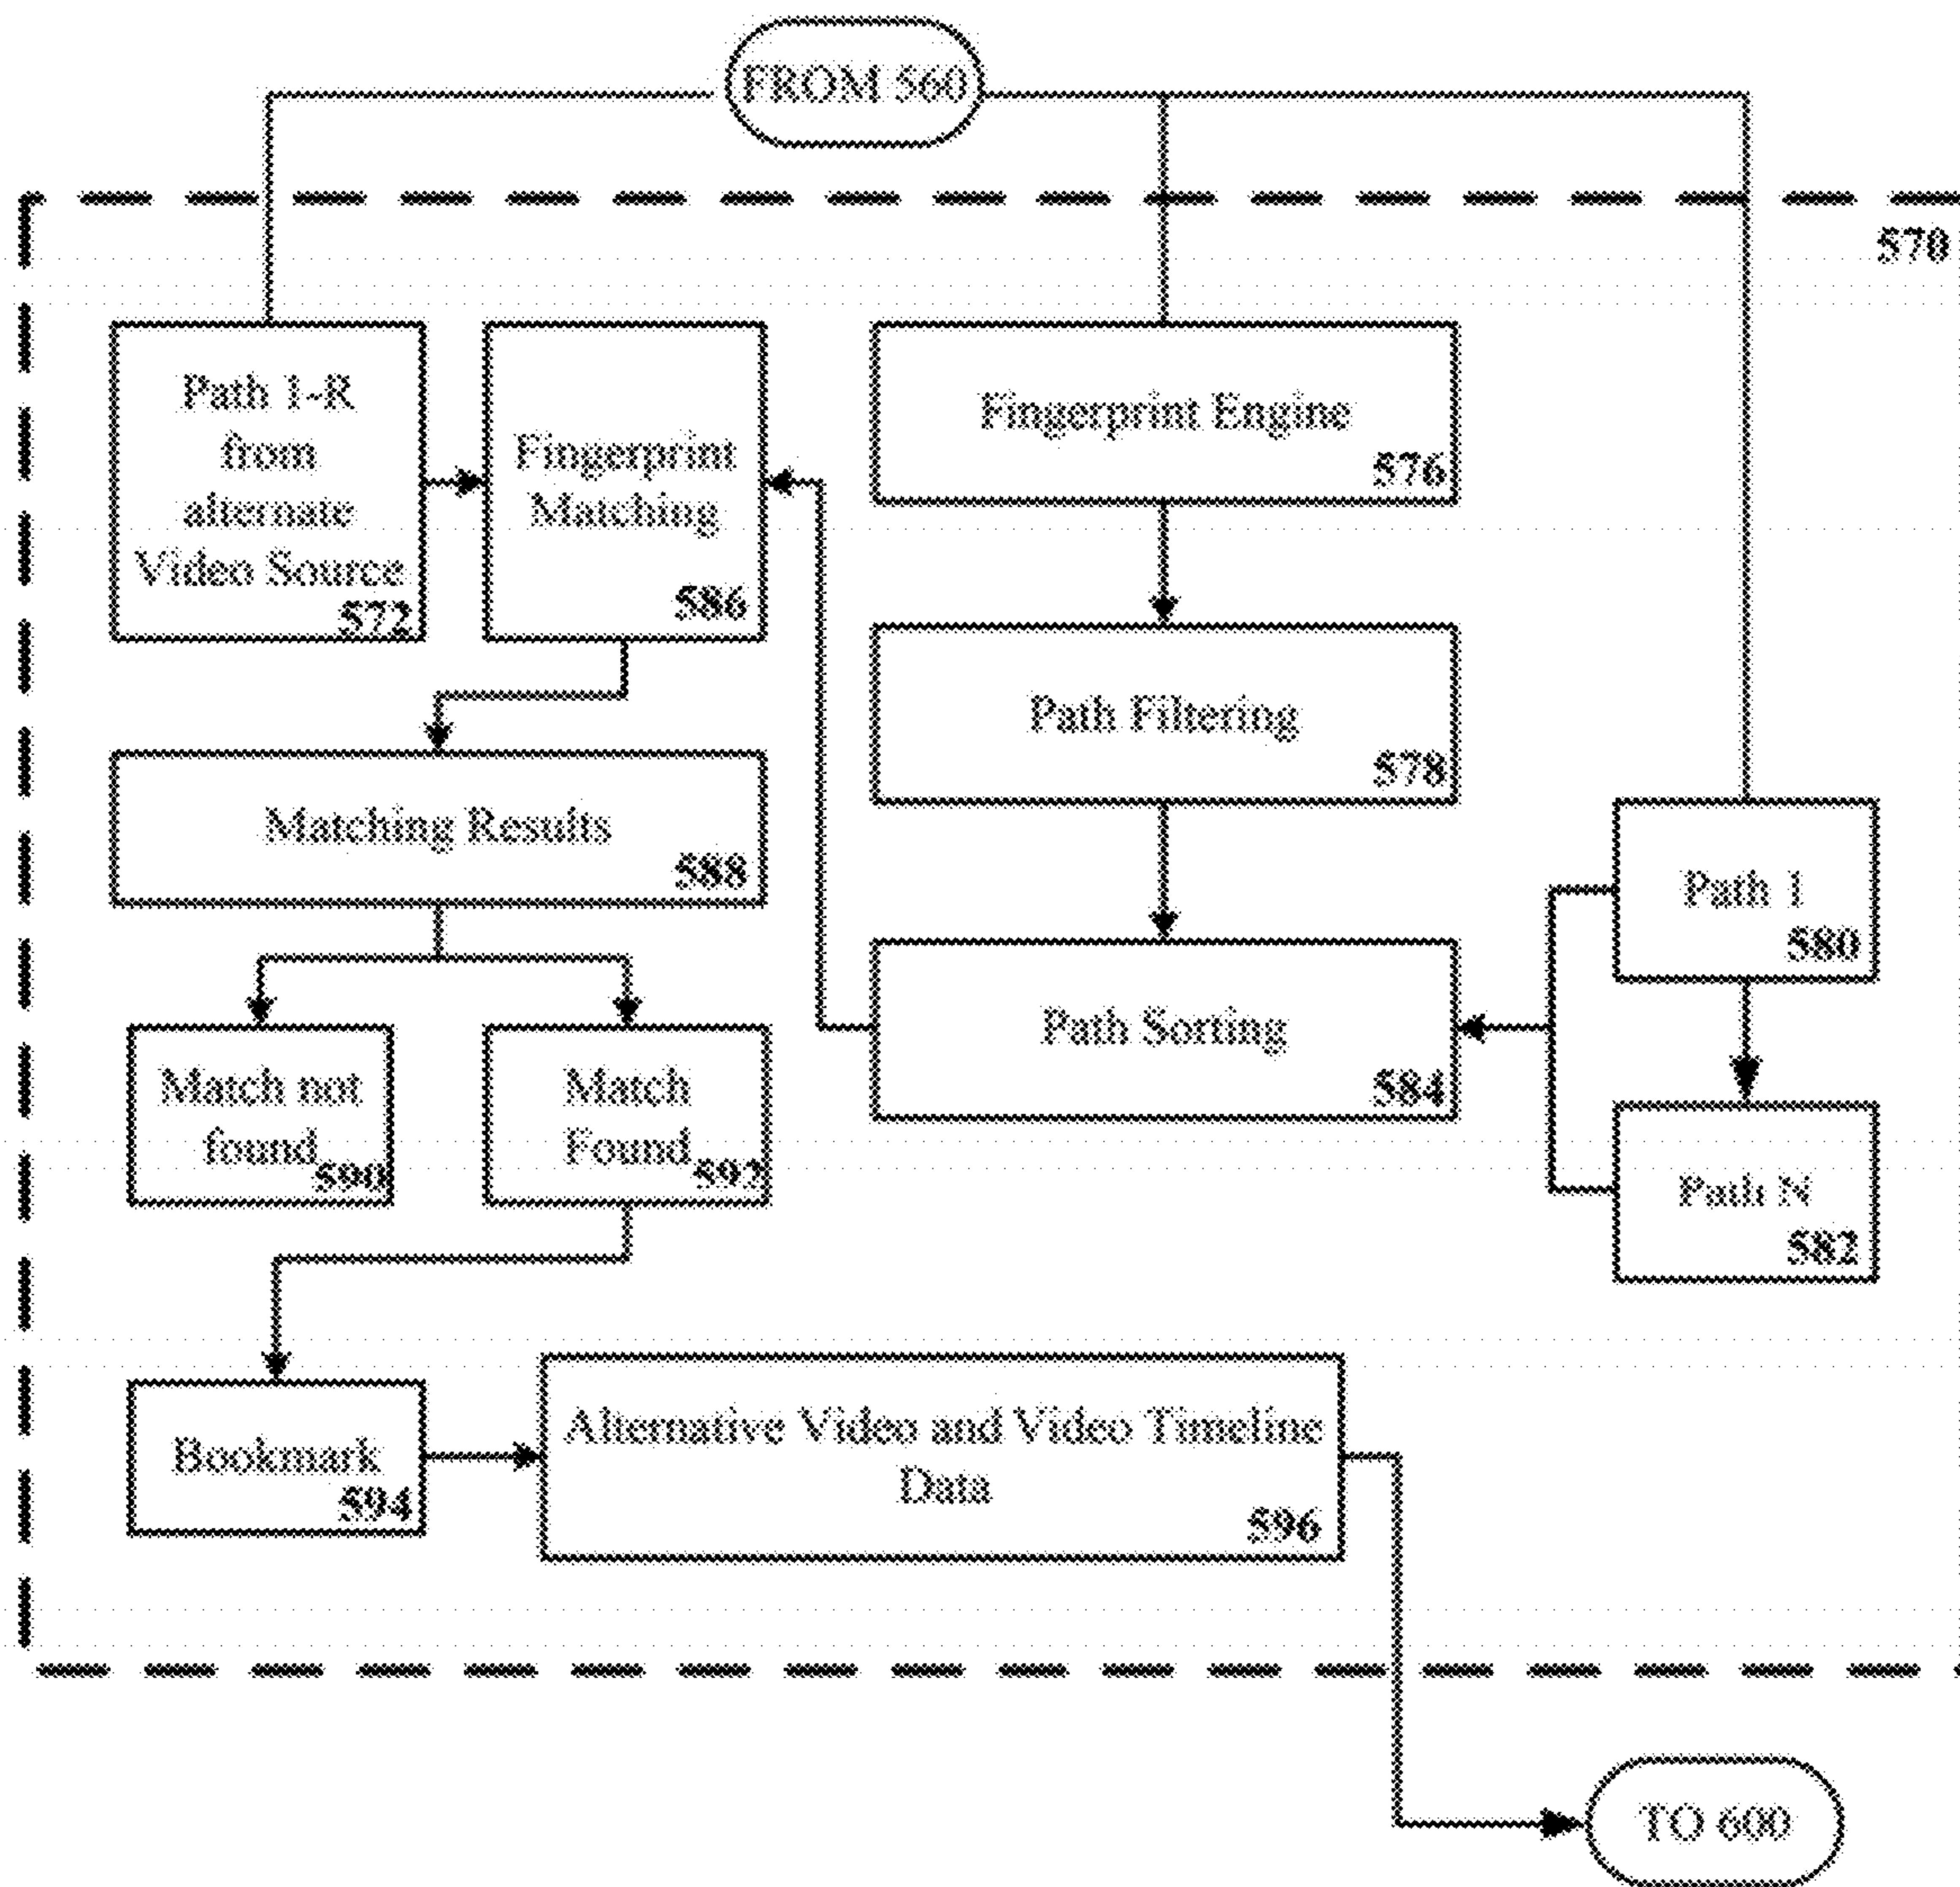 FROM 560
570
Path 1-R
from
alternate
Video Source
572
Fingerprint
Matching
586
Fingerprint Engine
576
Path Filtering
578
Matching Results
588
Path 1
580
Path Sorting
584
Match not
found
590
Match
Found
592
Path N
582
Bookmark
594
Alternative Video and Video Timeline
Data
596
TO 600